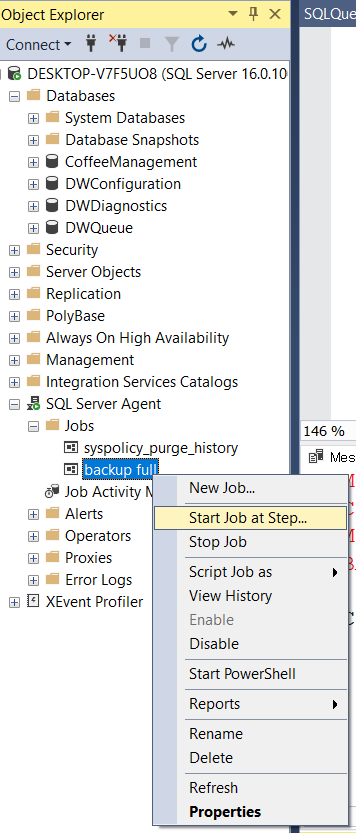 Object Explorer
SQLQue
Connect
DESKTOP-V7F5UO8 (SQL Server 16.0.10
Databases
System Databases
Database Snapshots
CoffeeManagement
DWConfiguration
DWDiagnostics
DWQueue
Security
Server Objects
Replication
PolyBase
Always On High Availability
Management
Integration Services Catalogs
SQL Server Agent
Jobs
146 %
syspolicy_purge_history
Mes
backup full
Job Activity M
New Job...
Alerts
Start Job at Step...
Operators
Stop Job
Proxies
Script Job as
Error Logs
View History
XEvent Profiler
Enable
Disable
Start PowerShell
Reports
Rename
Delete
Refresh
Properties